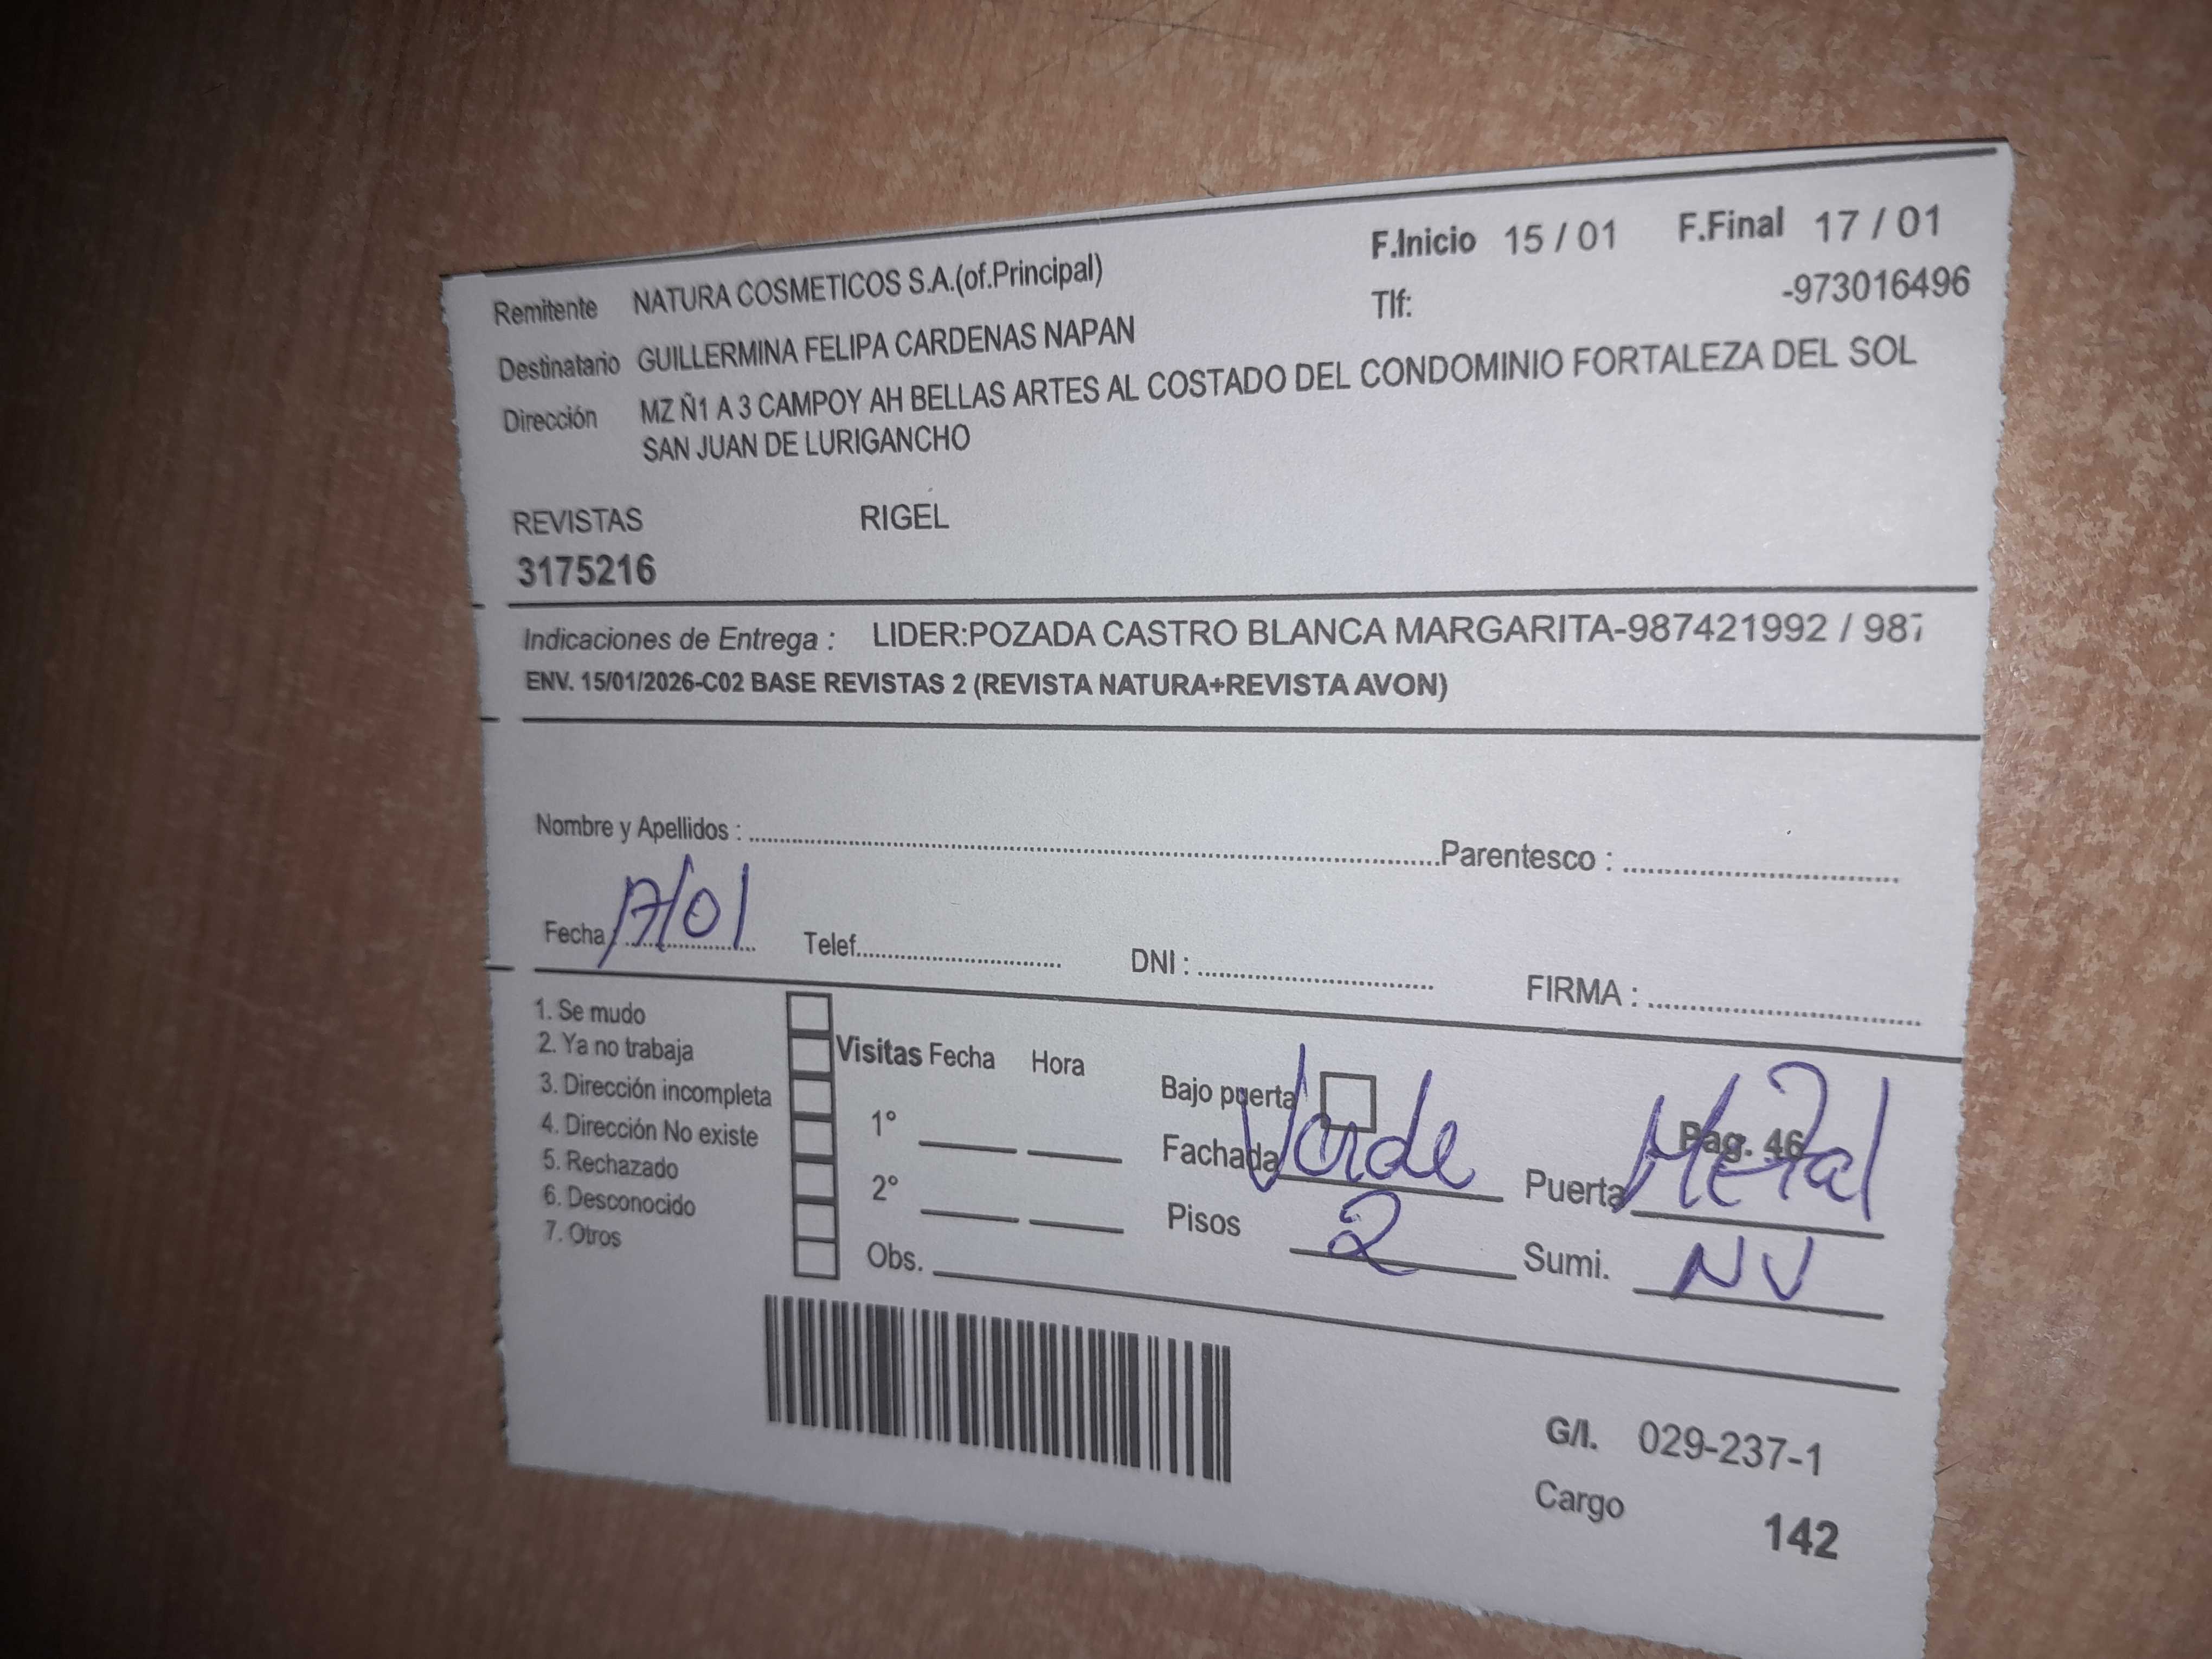 F.Inicio 15 / 01 F.Final 17 / 01
Remitente NATURA COSMETICOS S.A.(of.Principal) Tlf: -973016496
Destinatario GUILLERMINA FELIPA CARDENAS NAPAN
Dirección MZ Ñ1 A 3 CAMPOY AH BELLAS ARTES AL COSTADO DEL CONDOMINIO FORTALEZA DEL SOL
SAN JUAN DE LURIGANCHO
REVISTAS RIGEL
3175216
Indicaciones de Entrega : LIDER:POZADA CASTRO BLANCA MARGARITA-987421992 / 987
ENV. 15/01/2026-C02 BASE REVISTAS 2 (REVISTA NATURA+REVISTA AVON)
Nombre y Apellidos : Parentesco :
Fecha 17/01 Telef. DNI : FIRMA :
1. Se mudo
2. Ya no trabaja
3. Dirección incompleta
4. Dirección No existe
5. Rechazado
6. Desconocido
7. Otros
Visitas Fecha Hora
1°
2°
Obs.
Bajo puerta Pag. 46
Fachada Verde Puerta Metal
Pisos 2 Sumi. NV
G/I. 029-237-1
Cargo 142